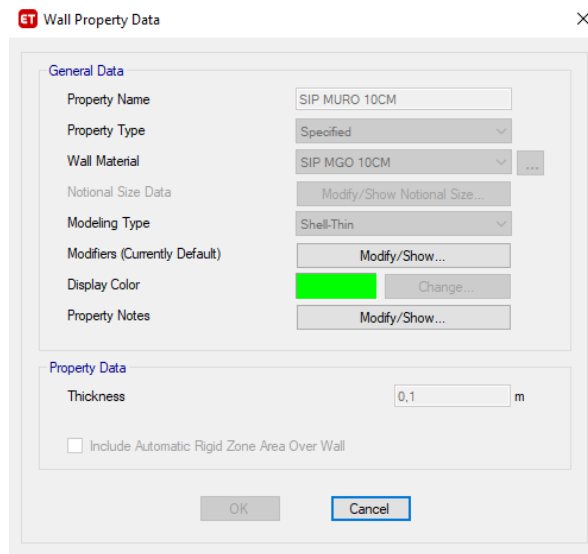 ET Wall Property Data
General Data
Property Name SIP MURO 10CM
Property Type Specified
Wall Material SIP MGO 10CM ...
Notional Size Data Modify/Show Notional Size...
Modeling Type Shell-Thin
Modifiers (Currently Default) Modify/Show...
Display Color Change...
Property Notes Modify/Show...
Property Data
Thickness 0,1 m
Include Automatic Rigid Zone Area Over Wall
OK Cancel